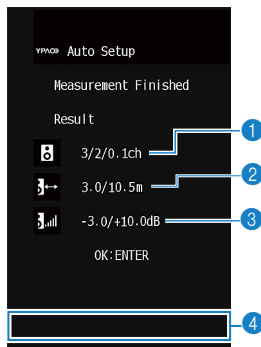 YPAO Auto Setup
Measurement Finished
Result
3/2/0.1ch
1
3.0/10.5m
2
-3.0/+10.0dB
3
OK:ENTER
4